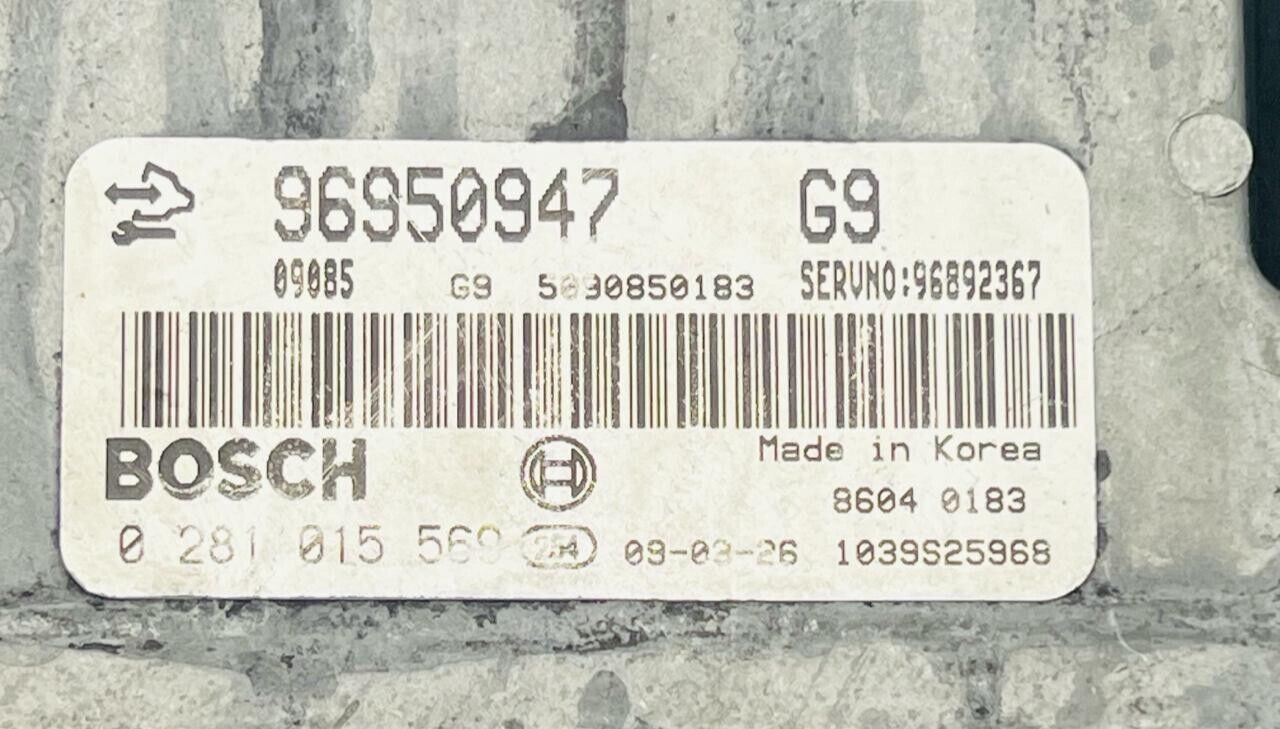 96950947 G9
09085 G9 5090850183 SERVNO:96892367
BOSCH Made in Korea
8604 0183
0 281 015 569 09-03-26 1039S25968